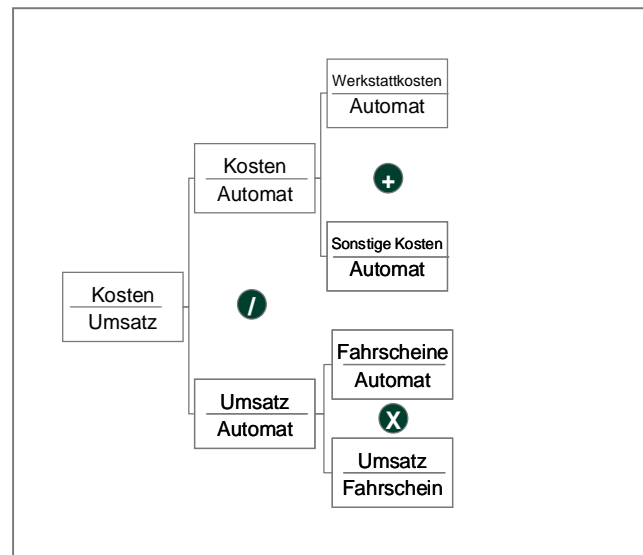 Werkstattkosten
Automat
Kosten
Automat
+
Sonstige Kosten
Automat
Kosten
Umsatz
/
Fahrscheine
Automat
Umsatz
Automat
X
Umsatz
Fahrschein